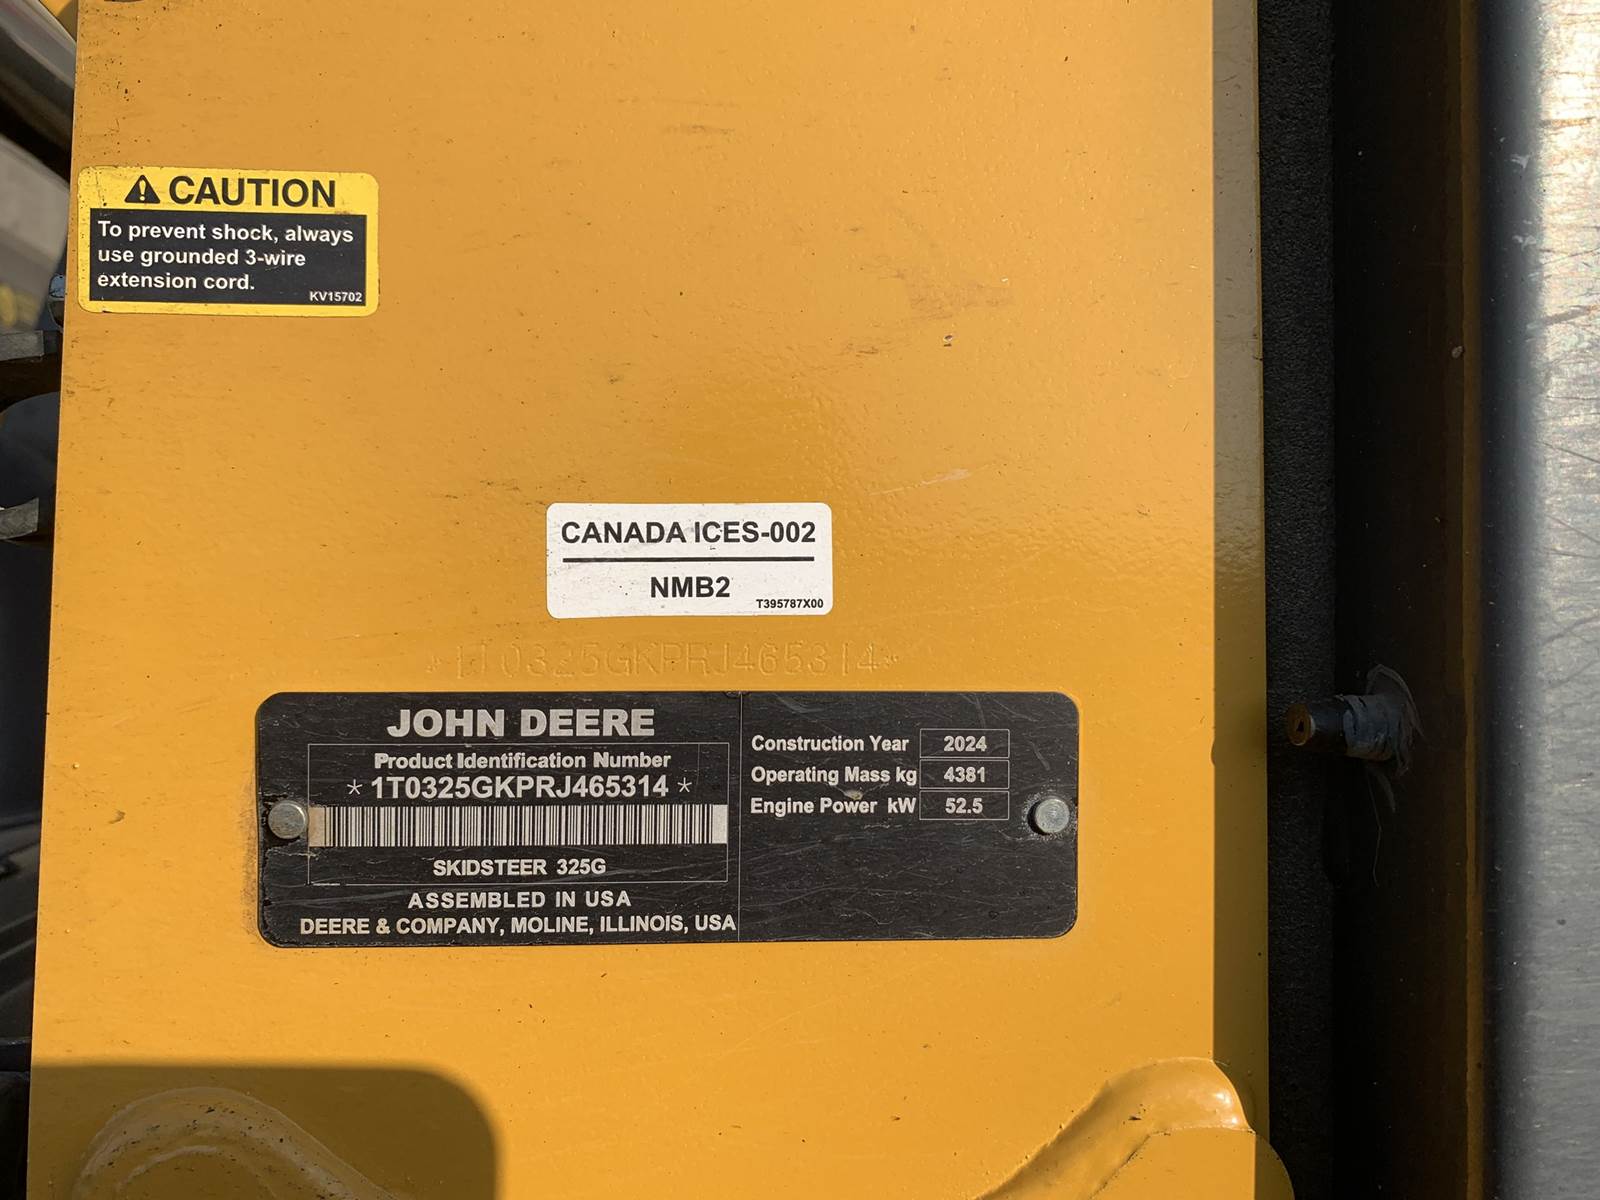 CAUTION
To prevent shock, always
use grounded 3-wire
extension cord.
KV15702
CANADA ICES-002
NMB2
T395787X00
*1T0325GKPRJ465314*
JOHN DEERE
Product Identification Number
* 1T0325GKPRJ465314 *
SKIDSTEER 325G
ASSEMBLED IN USA
DEERE & COMPANY, MOLINE, ILLINOIS, USA
Construction Year 2024
Operating Mass kg 4381
Engine Power kW 52.5